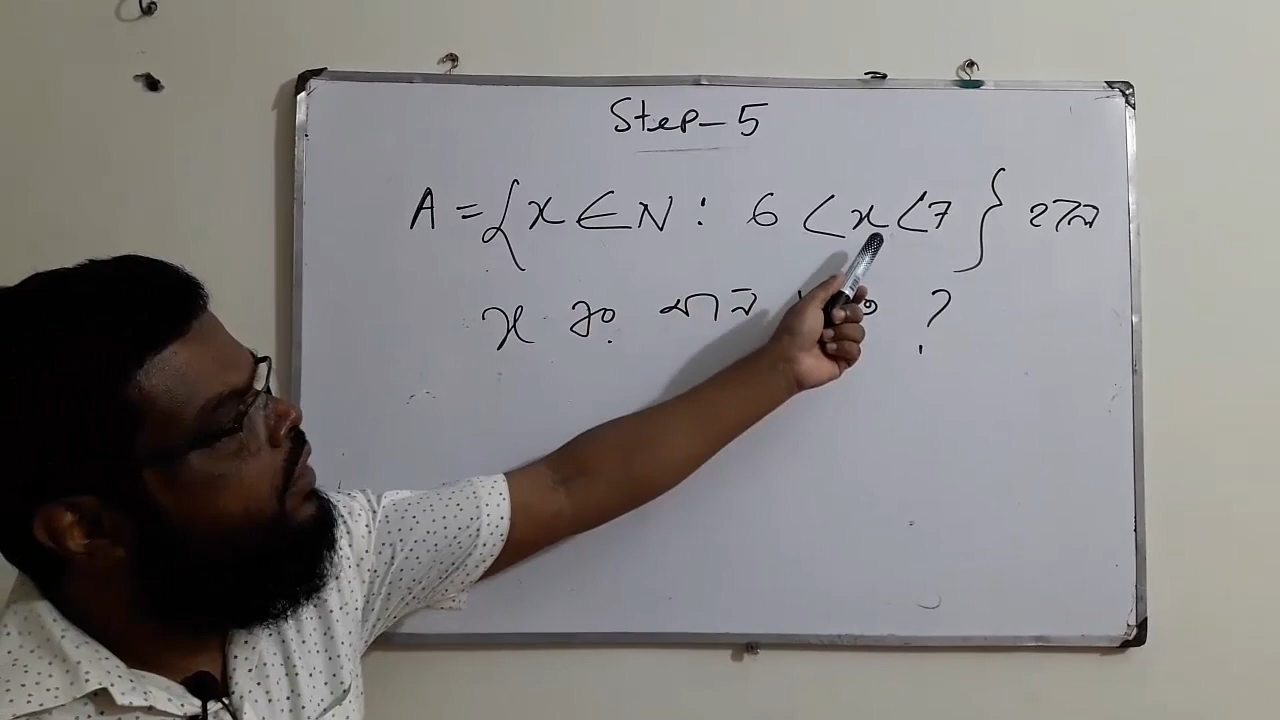 Step-5
A = {x ∈ N : 6 < x < 7} হলে
x এর মান ?